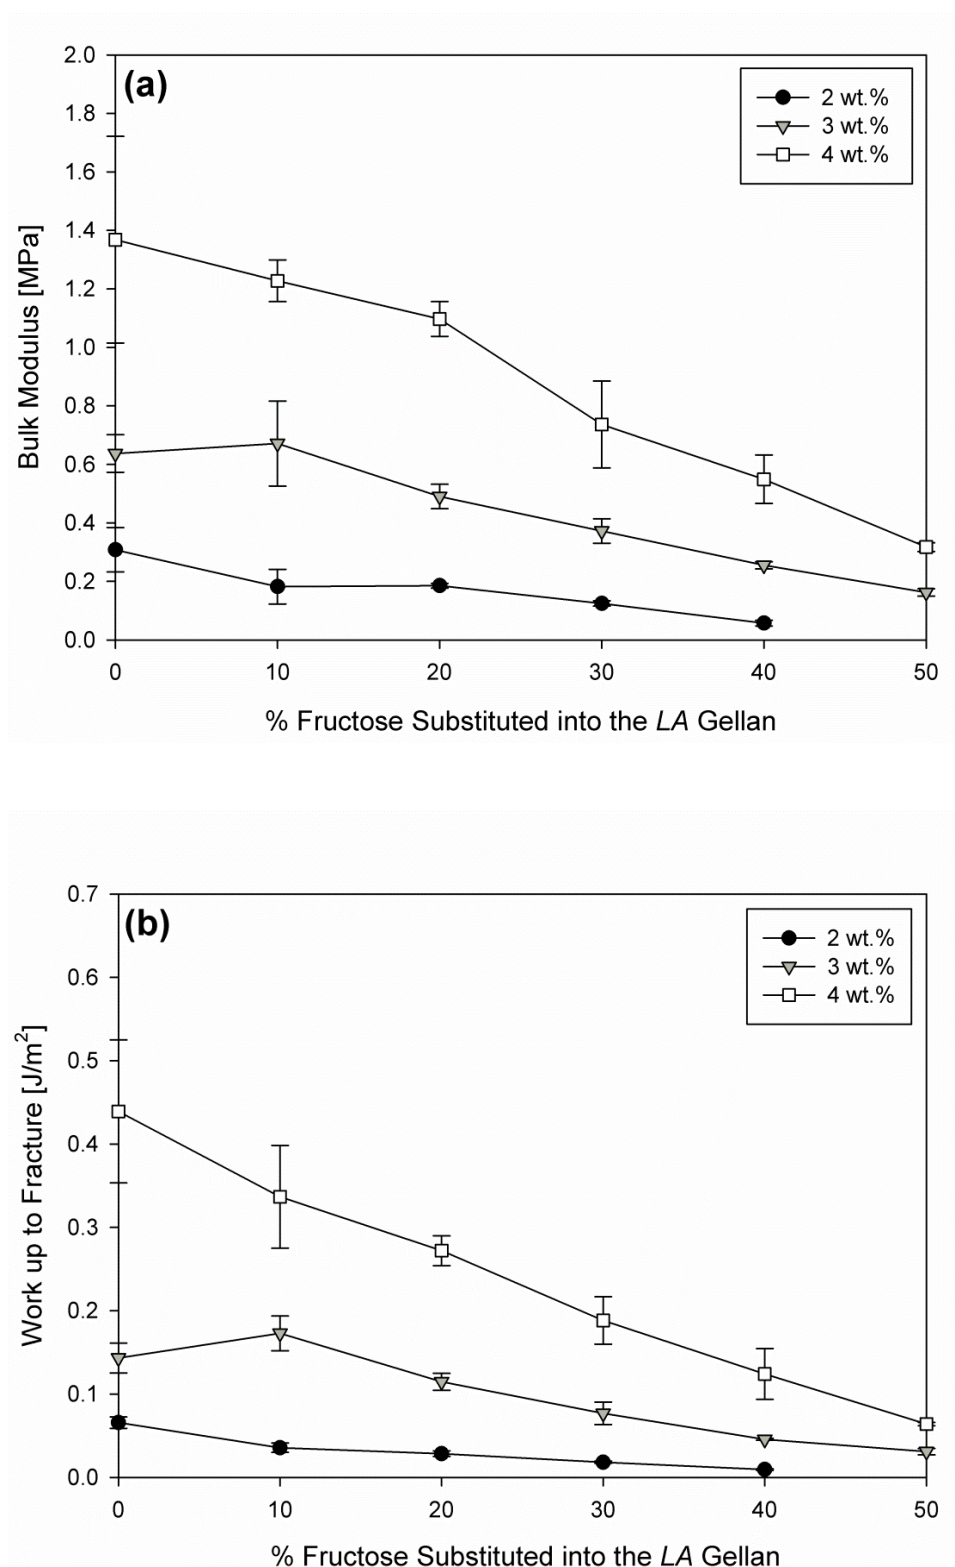 (a)
2 wt.%
3 wt.%
4 wt.%
Bulk Modulus [MPa]
2.0
1.8
1.6
1.4
1.2
1.0
0.8
0.6
0.4
0.2
0.0
0 10 20 30 40 50
% Fructose Substituted into the LA Gellan
(b)
2 wt.%
3 wt.%
4 wt.%
Work up to Fracture [J/m²]
0.7
0.6
0.5
0.4
0.3
0.2
0.1
0.0
0 10 20 30 40 50
% Fructose Substituted into the LA Gellan